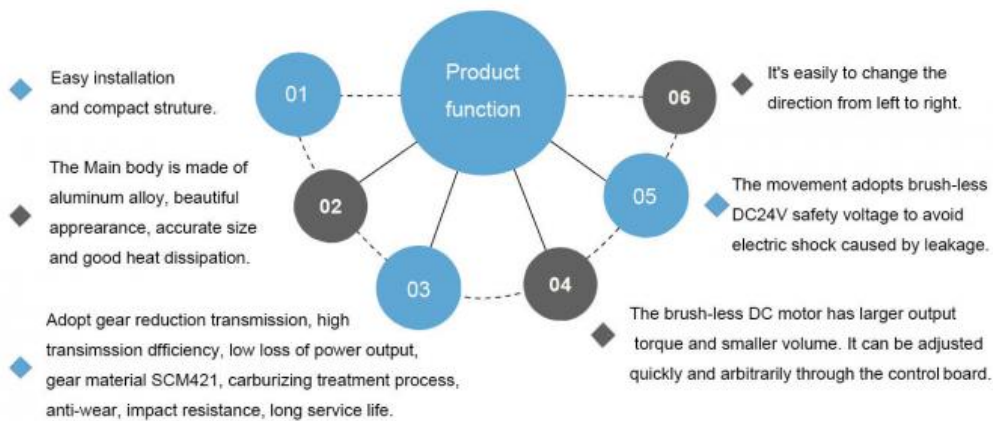 Product
function
01
Easy installation
and compact struture.
02
The Main body is made of
aluminum alloy, beautiful
apprearance, accurate size
and good heat dissipation.
03
Adopt gear reduction transmission, high
transimssion dfficiency, low loss of power output,
gear material SCM421, carburizing treatment process,
anti-wear, impact resistance, long service life.
04
The brush-less DC motor has larger output
torque and smaller volume. It can be adjusted
quickly and arbitrarily through the control board.
05
The movement adopts brush-less
DC24V safety voltage to avoid
electric shock caused by leakage.
06
It's easily to change the
direction from left to right.